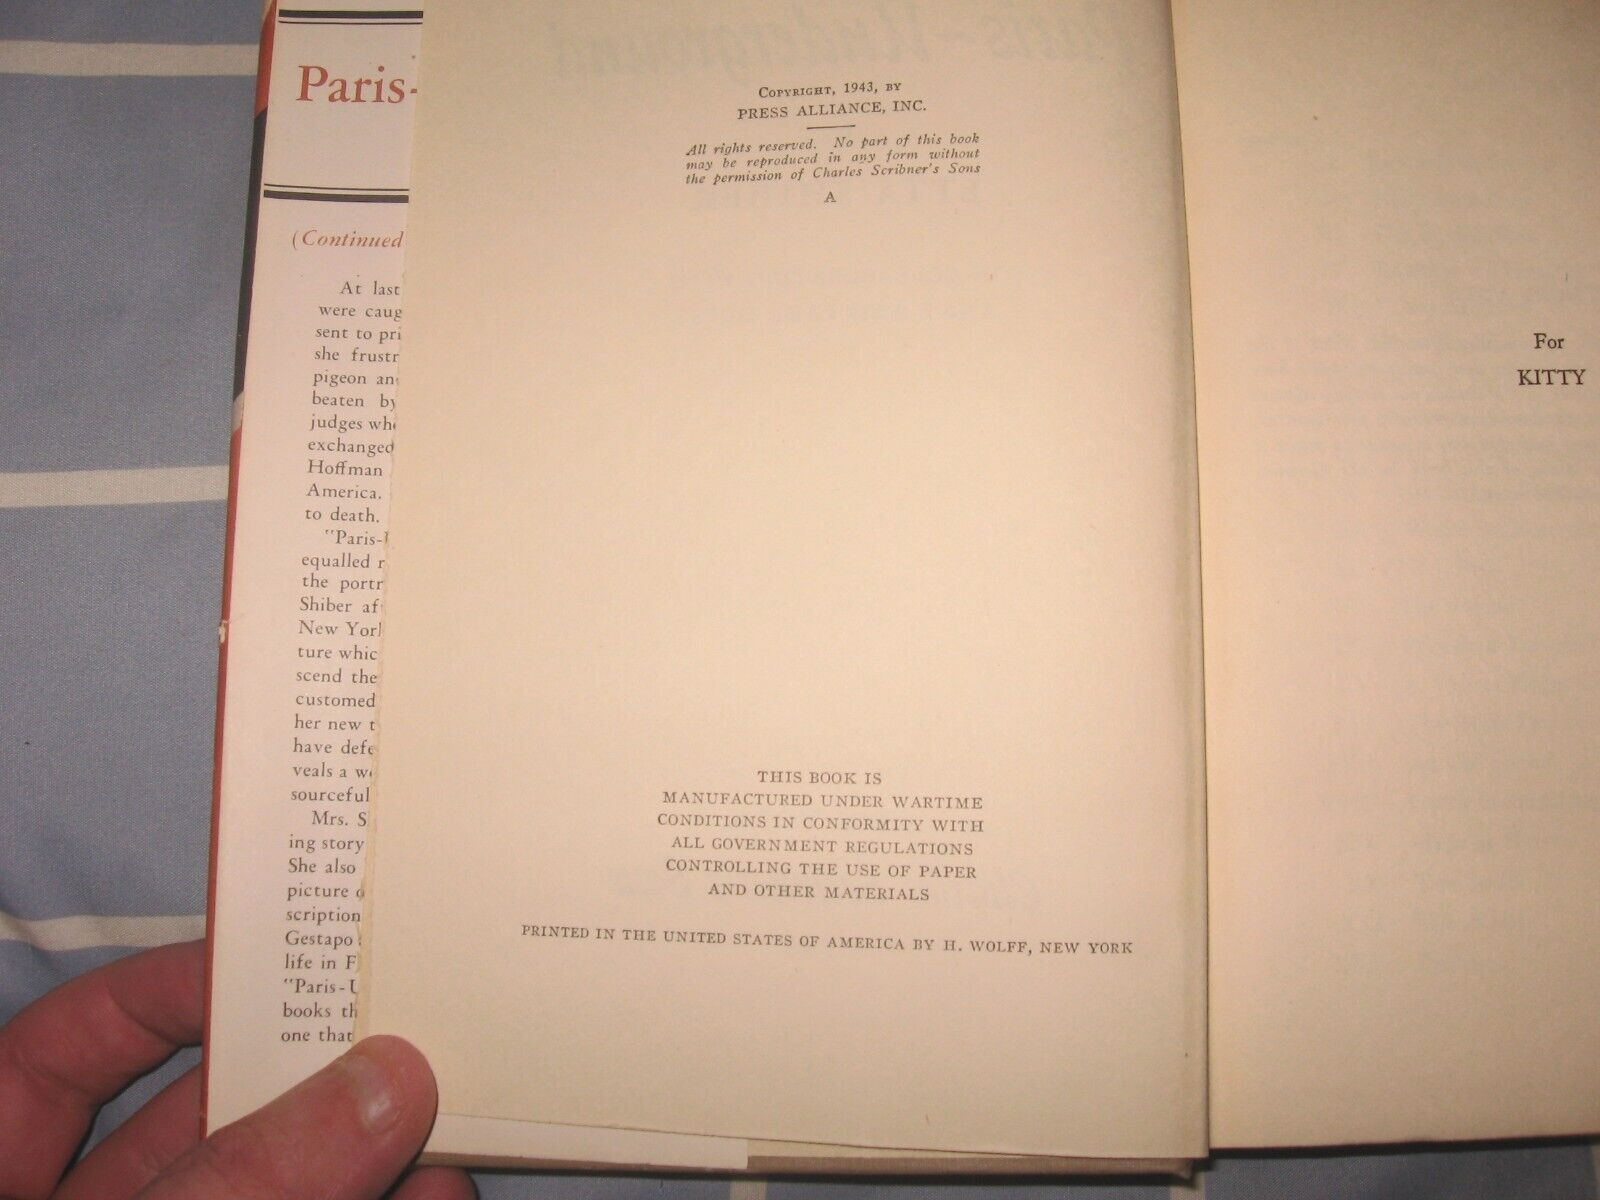 Paris-
(Continued
At last
were caug
sent to pri
she frustr
pigeon an
beaten by
judges who
exchanged
Hoffman
America.
to death.
"Paris-
equalled r
the portr
Shiber af
New York
ture whic
scend the
customed
her new t
have defe
veals a w
sourceful
Mrs. S
ing story
She also
picture o
scription
Gestapo
life in F
"Paris-U
books th
one that
Paris-Underground
COPYRIGHT, 1943, BY
PRESS ALLIANCE, INC.
All rights reserved. No part of this book
may be reproduced in any form without
the permission of Charles Scribner's Sons
A
THIS BOOK IS
MANUFACTURED UNDER WARTIME
CONDITIONS IN CONFORMITY WITH
ALL GOVERNMENT REGULATIONS
CONTROLLING THE USE OF PAPER
AND OTHER MATERIALS
PRINTED IN THE UNITED STATES OF AMERICA BY H. WOLFF, NEW YORK
For
KITTY